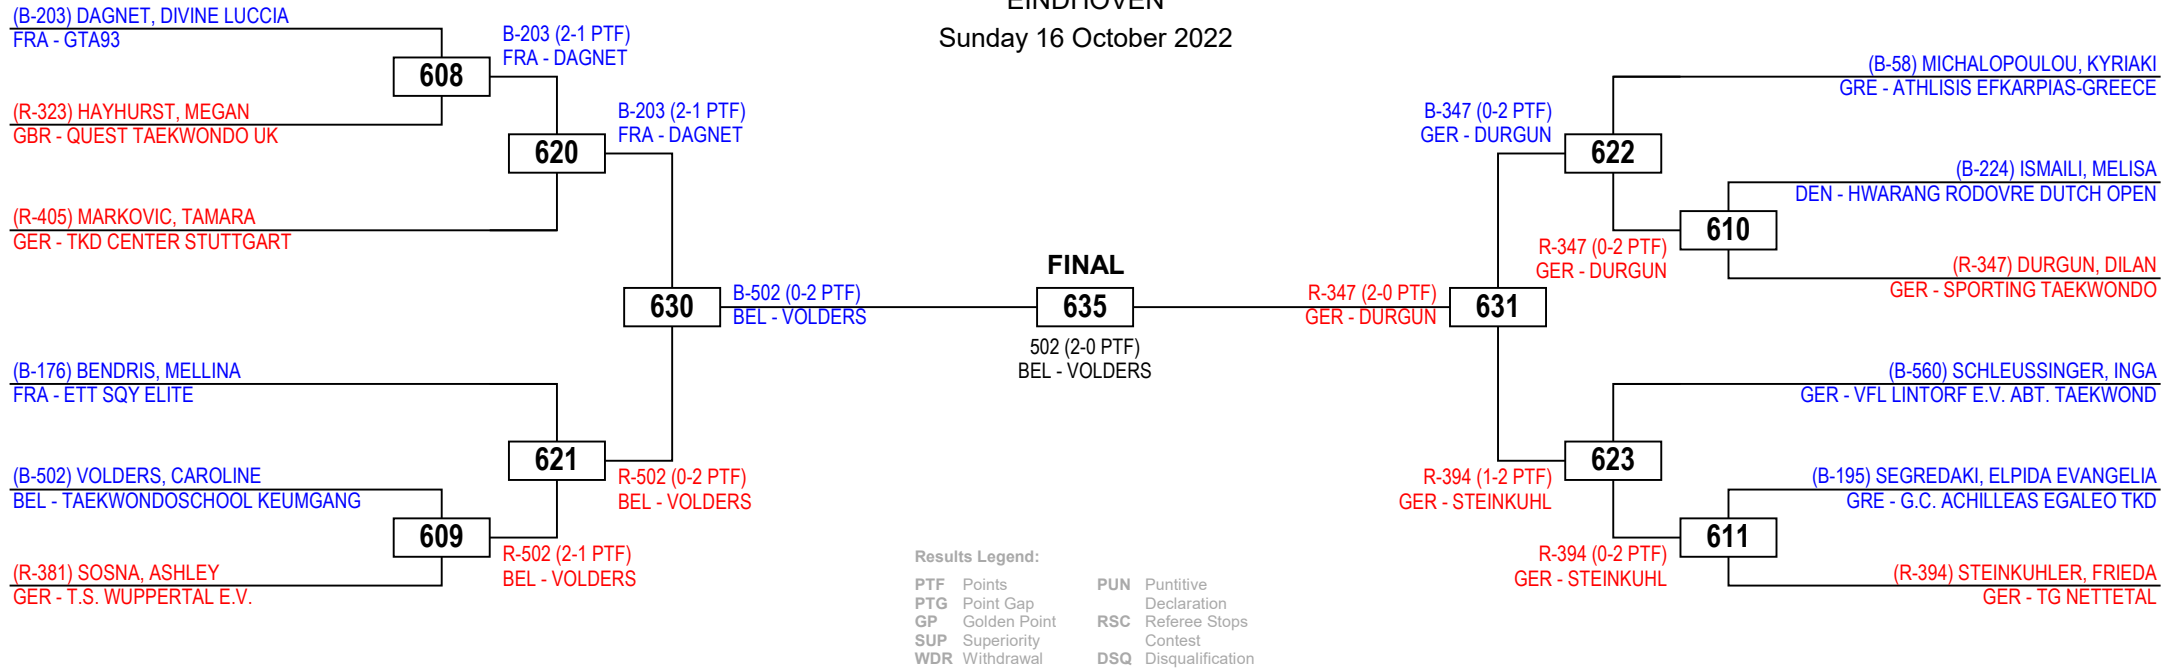 EINDHOVEN
Sunday 16 October 2022
(B-203) DAGNET, DIVINE LUCCIA
FRA - GTA93
608
B-203 (2-1 PTF)
FRA - DAGNET
(R-323) HAYHURST, MEGAN
GBR - QUEST TAEKWONDO UK
620
B-203 (2-1 PTF)
FRA - DAGNET
(R-405) MARKOVIC, TAMARA
GER - TKD CENTER STUTTGART
630
B-502 (0-2 PTF)
BEL - VOLDERS
(B-176) BENDRIS, MELLINA
FRA - ETT SQY ELITE
621
R-502 (0-2 PTF)
BEL - VOLDERS
(B-502) VOLDERS, CAROLINE
BEL - TAEKWONDOSCHOOL KEUMGANG
609
R-502 (2-1 PTF)
BEL - VOLDERS
(R-381) SOSNA, ASHLEY
GER - T.S. WUPPERTAL E.V.
FINAL
635
502 (2-0 PTF)
BEL - VOLDERS
(B-58) MICHALOPOULOU, KYRIAKI
GRE - ATHLISIS EFKARPIAS-GREECE
B-347 (0-2 PTF)
GER - DURGUN
622
(B-224) ISMAILI, MELISA
DEN - HWARANG RODOVRE DUTCH OPEN
610
R-347 (0-2 PTF)
GER - DURGUN
(R-347) DURGUN, DILAN
GER - SPORTING TAEKWONDO
R-347 (2-0 PTF)
GER - DURGUN
631
(B-560) SCHLEUSSINGER, INGA
GER - VFL LINTORF E.V. ABT. TAEKWOND
623
R-394 (1-2 PTF)
GER - STEINKUHL
(B-195) SEGREDAKI, ELPIDA EVANGELIA
GRE - G.C. ACHILLEAS EGALEO TKD
611
R-394 (0-2 PTF)
GER - STEINKUHL
(R-394) STEINKUHLER, FRIEDA
GER - TG NETTETAL
Results Legend:
PTF Points
PTG Point Gap
GP Golden Point
SUP Superiority
WDR Withdrawal
PUN Puntitive
Declaration
RSC Referee Stops
Contest
DSQ Disqualification